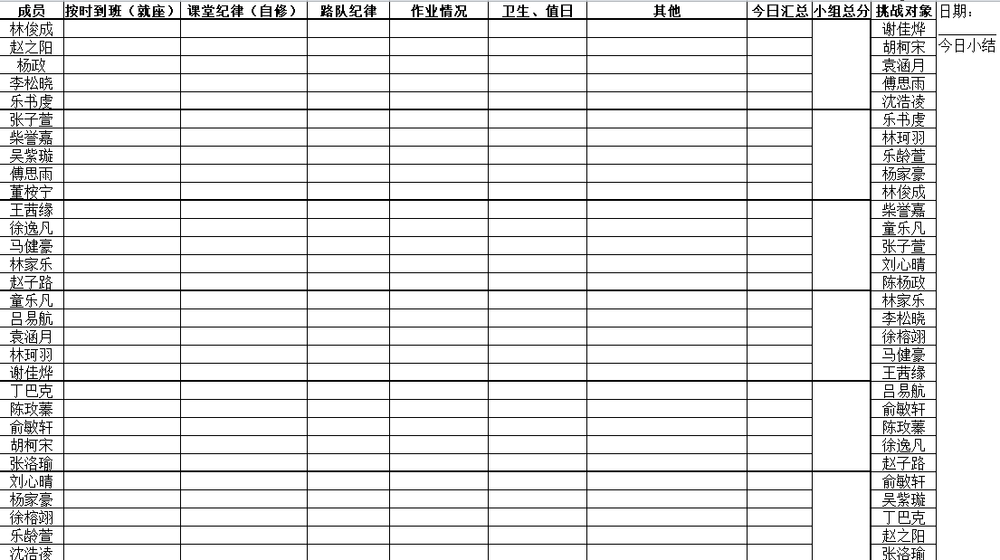 成员 按时到班（就座） 课堂纪律（自修） 路队纪律 作业情况 卫生、值日 其他 今日汇总 小组总分 挑战对象 日期：
林俊成 谢佳烨
赵之阳 胡柯宋 今日小结
杨政 袁涵月
李松晓 傅思雨
乐书虔 沈浩凌
张子萱 乐书虔
柴誉嘉 林珂羽
吴紫璇 乐龄萱
傅思雨 杨家豪
董桉宁 林俊成
王茜缘 柴誉嘉
徐逸凡 童乐凡
马健豪 张子萱
林家乐 刘心晴
赵子路 陈杨政
童乐凡 林家乐
吕易航 李松晓
袁涵月 徐榕翊
林珂羽 马健豪
谢佳烨 王茜缘
丁巴克 吕易航
陈玫蓁 俞敏轩
俞敏轩 陈玫蓁
胡柯宋 徐逸凡
张洛瑜 赵子路
刘心晴 俞敏轩
杨家豪 吴紫璇
徐榕翊 丁巴克
乐龄萱 赵之阳
沈浩凌 张洛瑜